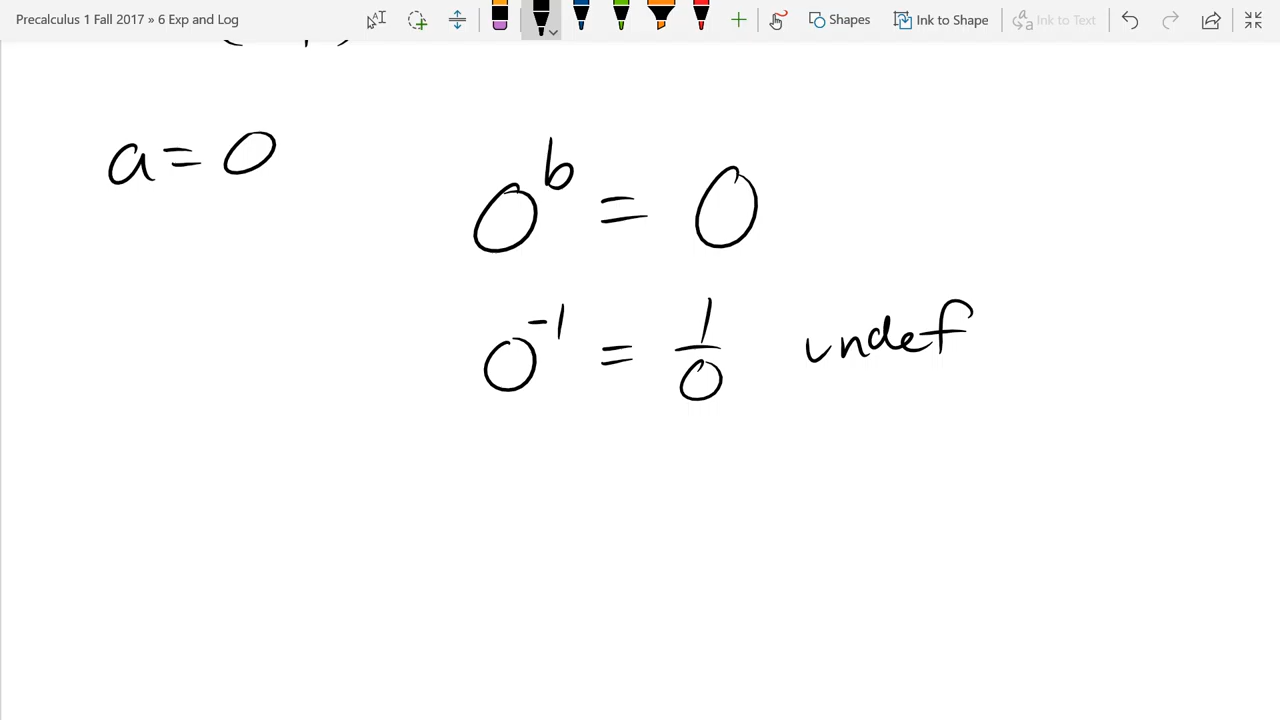 Precalculus 1 Fall 2017 » 6 Exp and Log
Shapes
Ink to Shape
Ink to Text
a = 0
0^b = 0
0^-1 = 1/0 undef